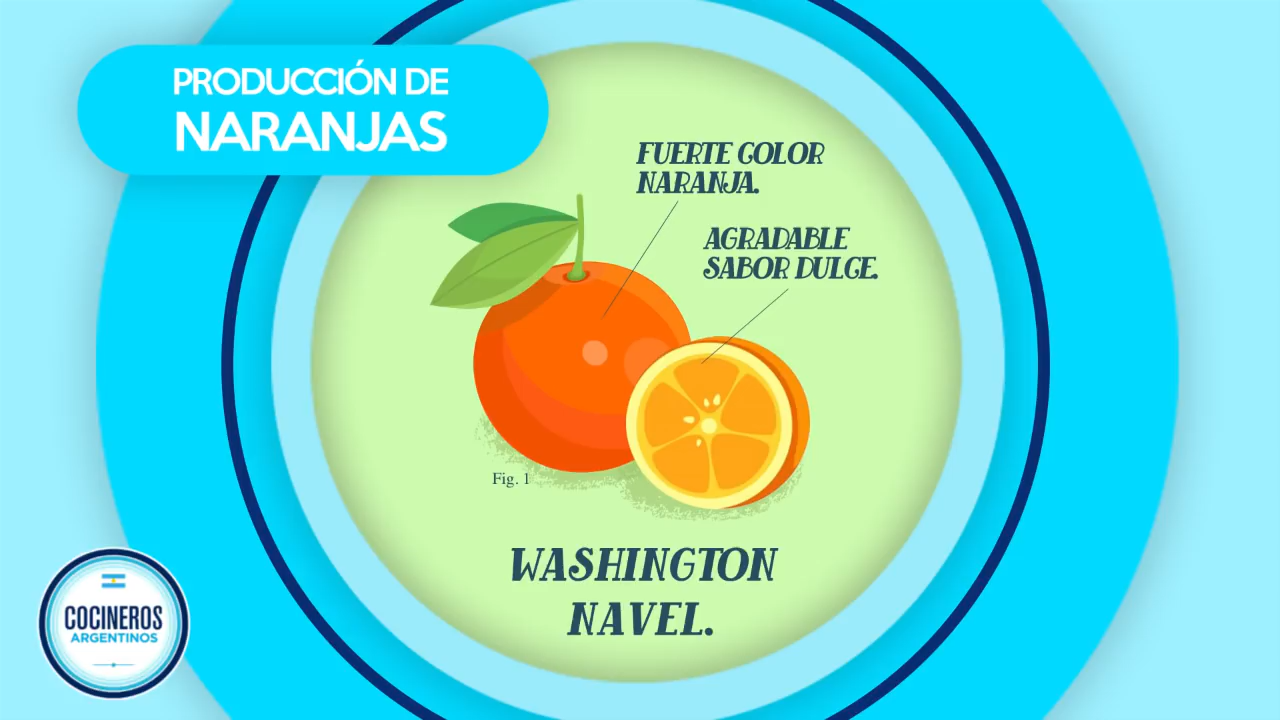 PRODUCCIÓN DE
NARANJAS
FUERTE COLOR
NARANJA.
AGRADABLE
SABOR DULCE.
Fig. 1
WASHINGTON
NAVEL.
COCINEROS
ARGENTINOS